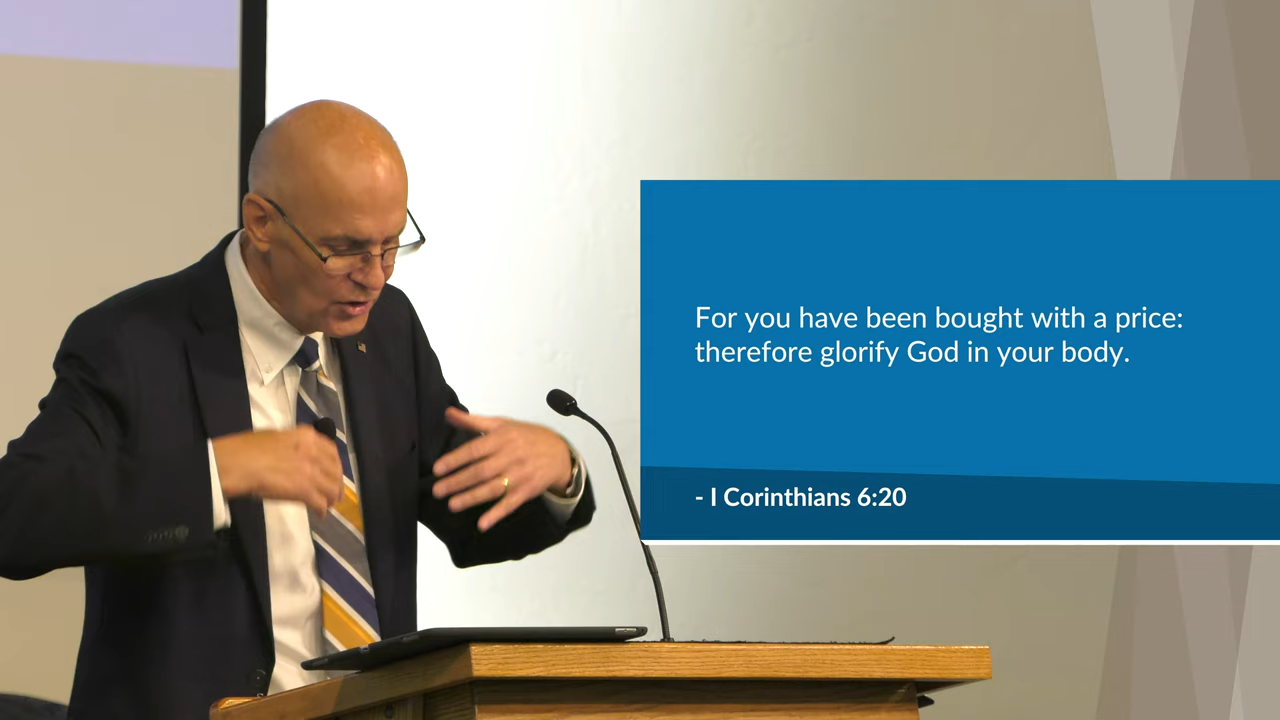 For you have been bought with a price:
therefore glorify God in your body.
- I Corinthians 6:20